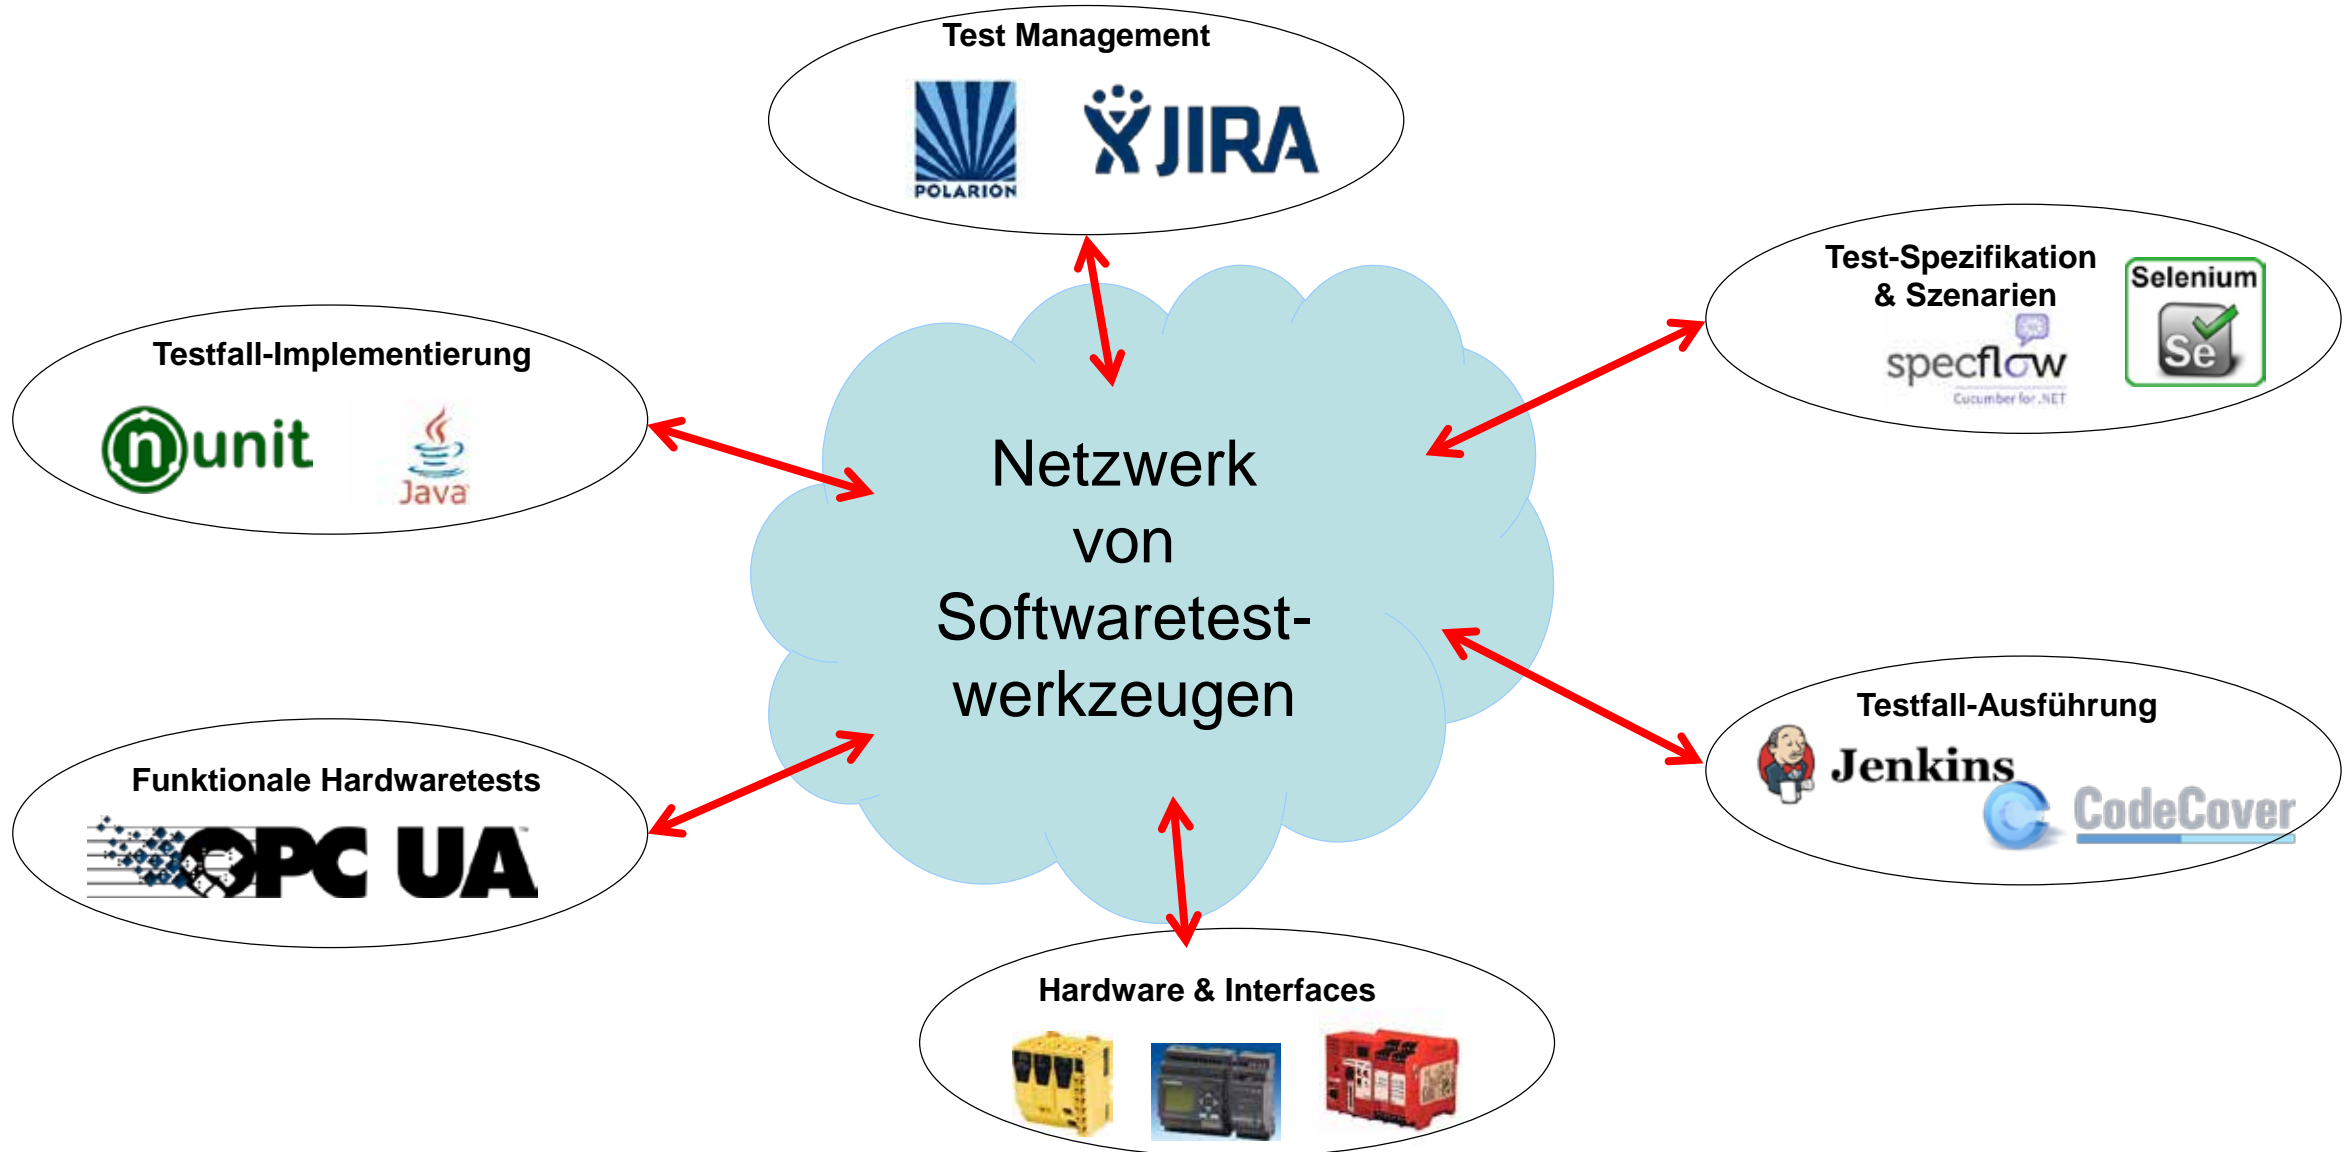 Test Management
POLARION
JIRA
Test-Spezifikation
& Szenarien
Selenium
Se
specflow
Cucumber for .NET
Testfall-Implementierung
nunit
Java
Netzwerk
von
Softwaretest-
werkzeugen
Testfall-Ausführung
Jenkins
CodeCover
Funktionale Hardwaretests
OPC UA
Hardware & Interfaces